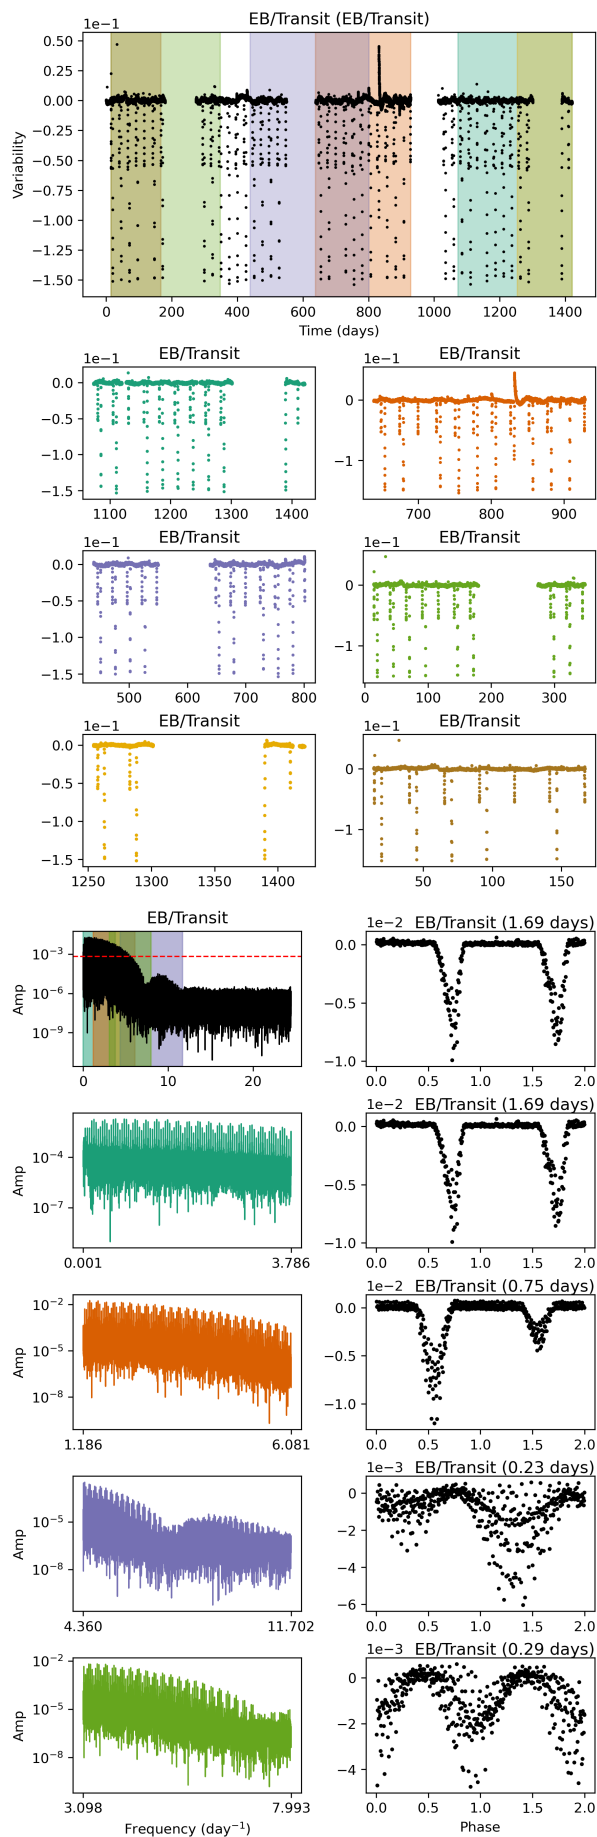 EB/Transit (EB/Transit)
1e−1
0.50
0.25
0.00
−0.25
−0.50
−0.75
−1.00
−1.25
−1.50
Variability
0 200 400 600 800 1000 1200 1400
Time (days)
1e−1 EB/Transit
0.0
−0.5
−1.0
−1.5
1100 1200 1300 1400
1e−1 EB/Transit
0
−1
700 800 900
1e−1 EB/Transit
0.0
−0.5
−1.0
−1.5
500 600 700 800
1e−1 EB/Transit
0
−1
0 100 200 300
1e−1 EB/Transit
0.0
−0.5
−1.0
−1.5
1250 1300 1350 1400
1e−1 EB/Transit
0
−1
50 100 150
EB/Transit
10−3
10−6
10−9
Amp
0 10 20
1e−2 EB/Transit (1.69 days)
0.0
−0.5
−1.0
0.0 0.5 1.0 1.5 2.0
10−4
10−7
Amp
0.001 3.786
1e−2 EB/Transit (1.69 days)
0.0
−0.5
−1.0
0.0 0.5 1.0 1.5 2.0
10−2
10−5
10−8
Amp
1.186 6.081
1e−2 EB/Transit (0.75 days)
0.0
−0.5
−1.0
0.0 0.5 1.0 1.5 2.0
10−5
10−8
Amp
4.360 11.702
1e−3 EB/Transit (0.23 days)
0
−2
−4
−6
0.0 0.5 1.0 1.5 2.0
10−2
10−5
10−8
Amp
3.098 7.993
Frequency (day−1)
1e−3 EB/Transit (0.29 days)
0
−2
−4
0.0 0.5 1.0 1.5 2.0
Phase